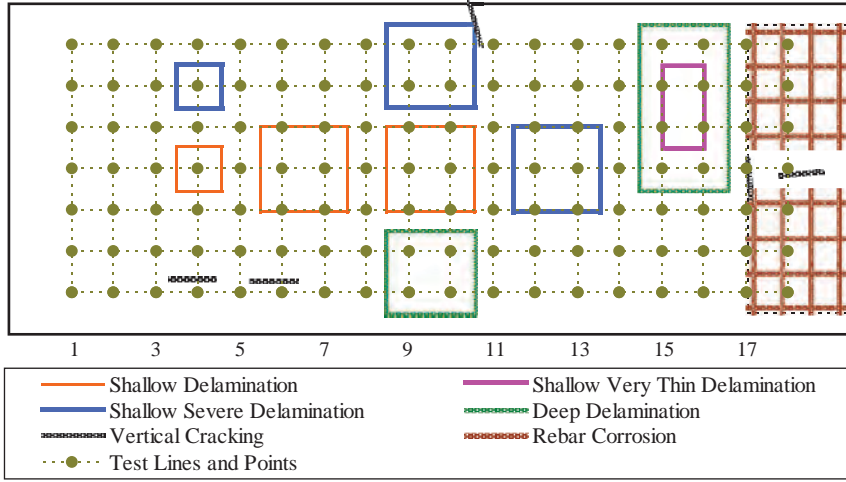 1 3 5 7 9 11 13 15 17
Shallow Delamination Shallow Very Thin Delamination
Shallow Severe Delamination Deep Delamination
Vertical Cracking Rebar Corrosion
Test Lines and Points